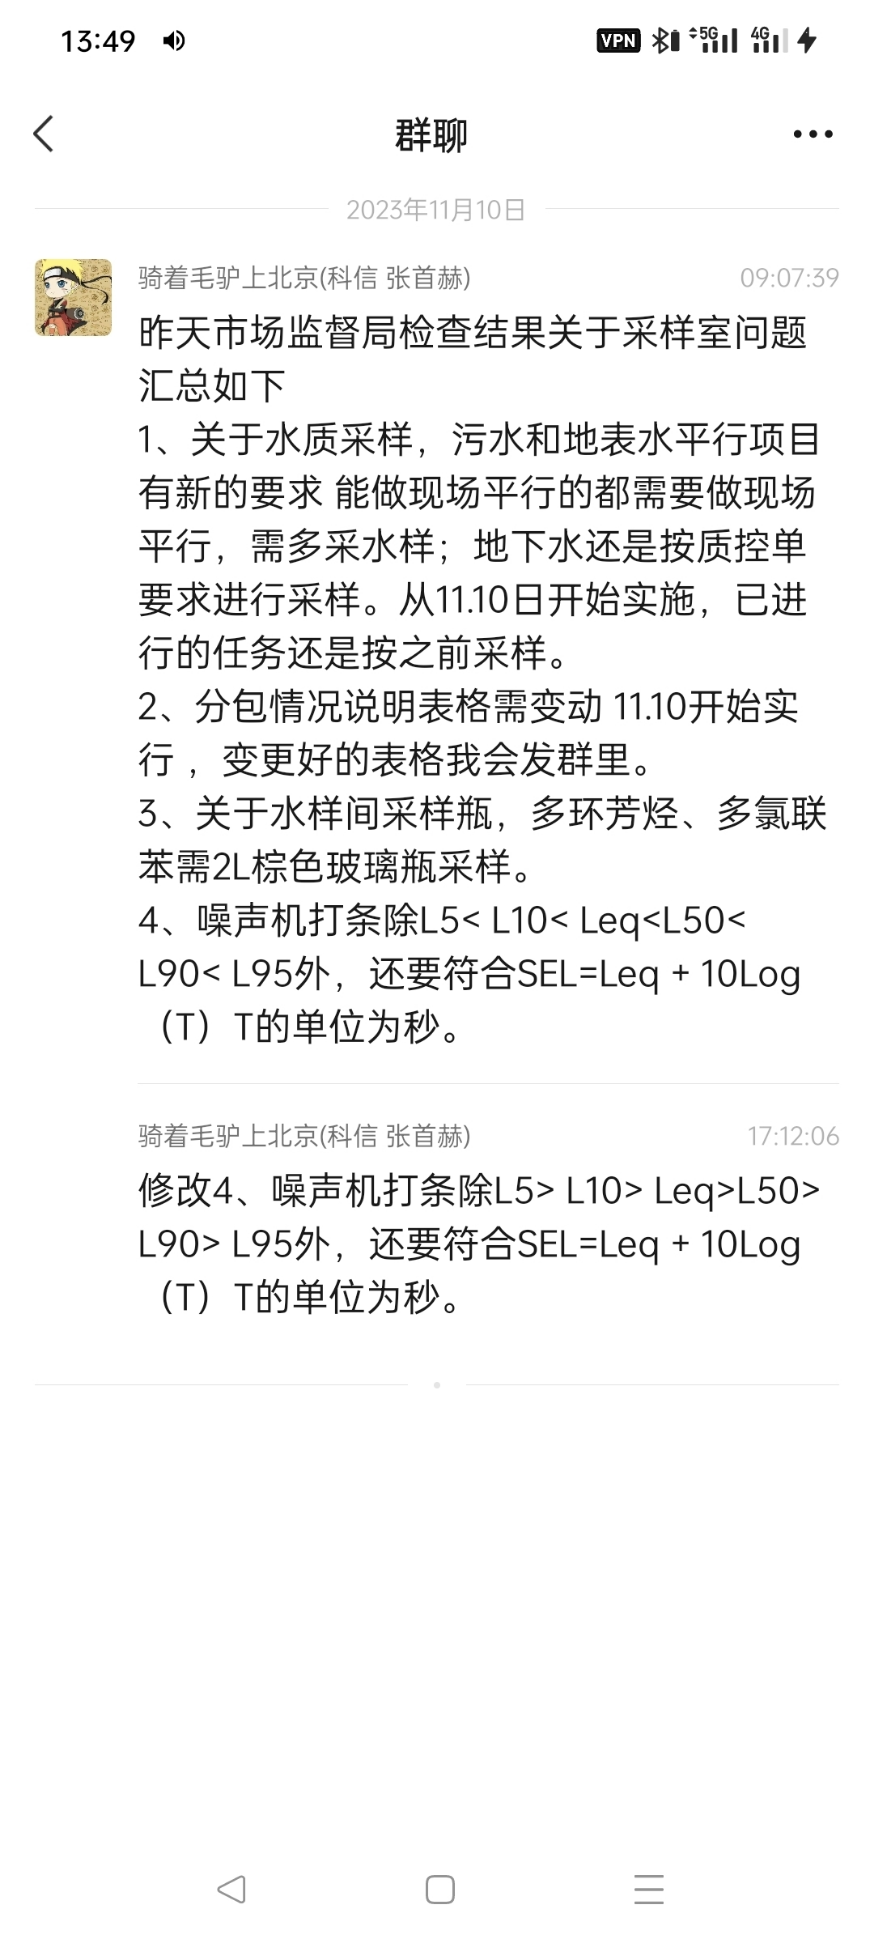 13:49
VPN
5G
4G
群聊
2023年11月10日
骑着毛驴上北京(科信 张首赫)
09:07:39
昨天市场监督局检查结果关于采样室问题
汇总如下
1、关于水质采样，污水和地表水平行项目
有新的要求 能做现场平行的都需要做现场
平行，需多采水样；地下水还是按质控单
要求进行采样。从11.10日开始实施，已进
行的任务还是按之前采样。
2、分包情况说明表格需变动 11.10开始实
行 ，变更好的表格我会发群里。
3、关于水样间采样瓶，多环芳烃、多氯联
苯需2L棕色玻璃瓶采样。
4、噪声机打条除L5< L10< Leq<L50<
L90< L95外，还要符合SEL=Leq + 10Log
（T）T的单位为秒。
骑着毛驴上北京(科信 张首赫)
17:12:06
修改4、噪声机打条除L5> L10> Leq>L50>
L90> L95外，还要符合SEL=Leq + 10Log
（T）T的单位为秒。